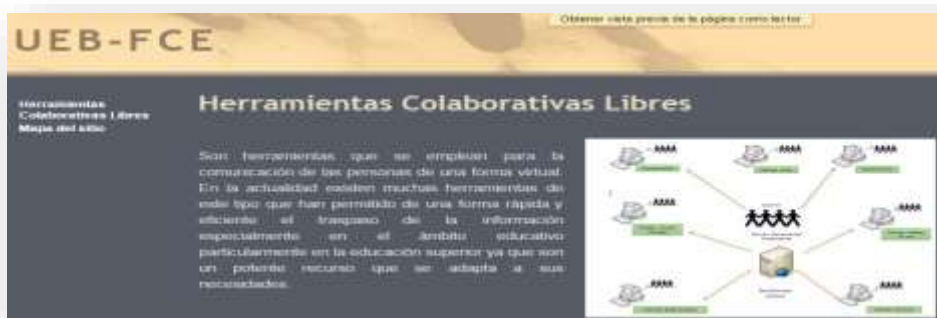 Obtener vista previa de la página como lector
UEB-FCE
Herramientas
Colaborativas Libres
Mapa del sitio
Herramientas Colaborativas Libres
Son herramientas que se emplean para la
comunicación de las personas de una forma virtual.
En la actualidad existen muchas herramientas de
este tipo que han permitido de una forma rápida y
eficiente el traspaso de la información
especialmente en el ámbito educativo
particularmente en la educación superior ya que son
un potente recurso que se adapta a sus
necesidades.